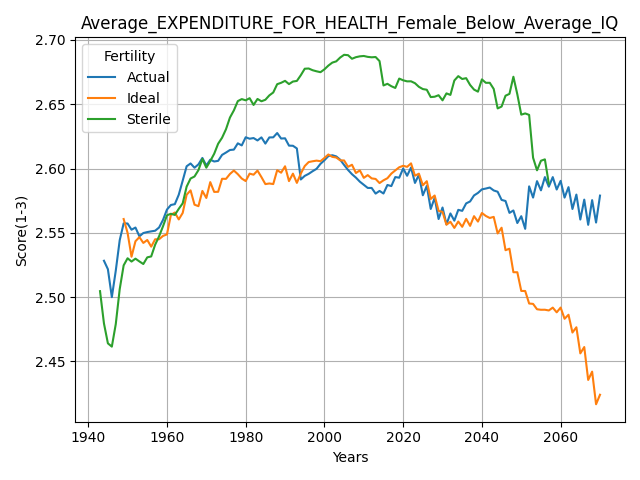 Average_EXPENDITURE_FOR_HEALTH_Female_Below_Average_IQ
2.70
2.65
2.60
2.55
2.50
2.45
Score(1-3)
Fertility
Actual
Ideal
Sterile
1940 1960 1980 2000 2020 2040 2060
Years